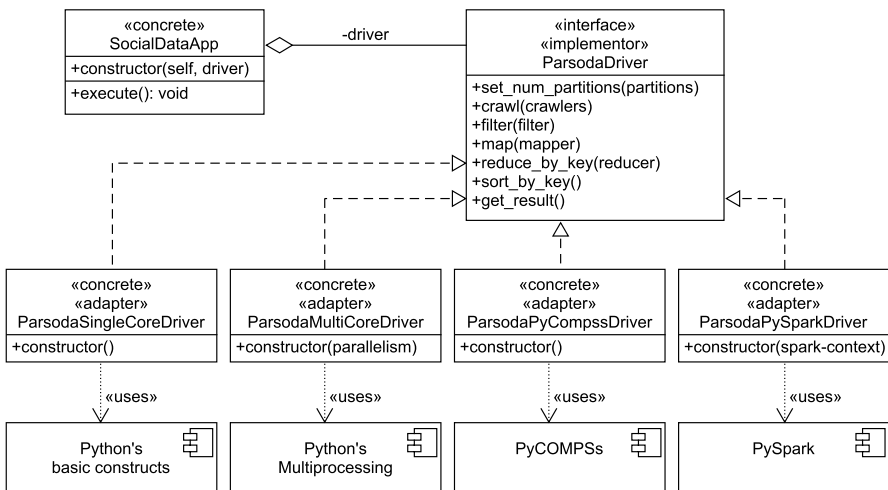 «concrete»
SocialDataApp
+constructor(self, driver)
+execute(): void
-driver
«interface»
«implementor»
ParsodaDriver
+set_num_partitions(partitions)
+crawl(crawlers)
+filter(filter)
+map(mapper)
+reduce_by_key(reducer)
+sort_by_key()
+get_result()
«concrete»
«adapter»
ParsodaSingleCoreDriver
+constructor()
«concrete»
«adapter»
ParsodaMultiCoreDriver
+constructor(parallelism)
«concrete»
«adapter»
ParsodaPyCompssDriver
+constructor()
«concrete»
«adapter»
ParsodaPySparkDriver
+constructor(spark-context)
«uses»
«uses»
«uses»
«uses»
Python's
basic constructs
Python's
Multiprocessing
PyCOMPSs
PySpark